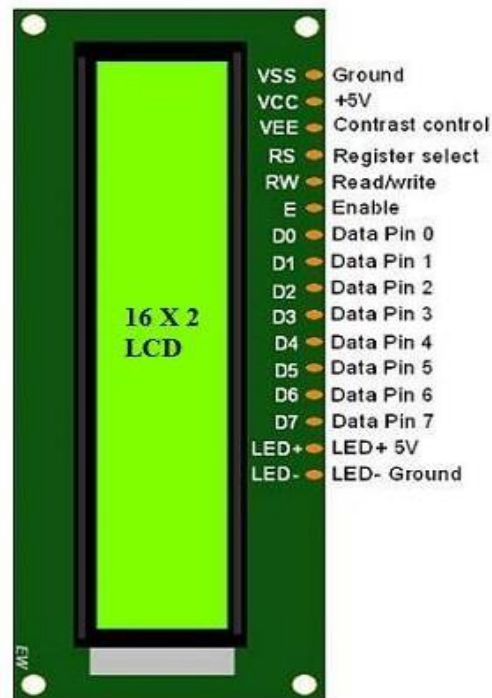 VSS Ground
VCC +5V
VEE Contrast control
RS Register select
RW Read/write
E Enable
D0 Data Pin 0
D1 Data Pin 1
D2 Data Pin 2
D3 Data Pin 3
D4 Data Pin 4
D5 Data Pin 5
D6 Data Pin 6
D7 Data Pin 7
LED+ LED+ 5V
LED- LED- Ground
16 X 2
LCD
EW